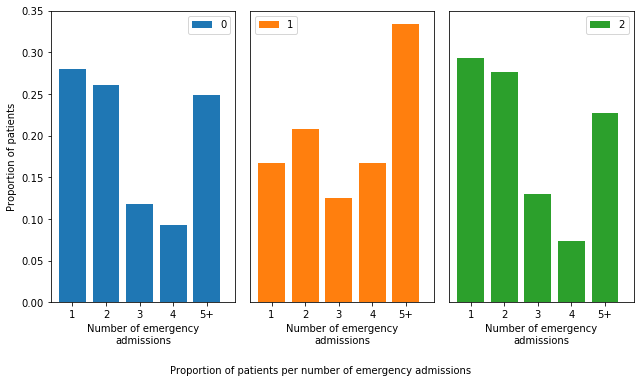 0
1
2
0.35
0.30
0.25
0.20
0.15
0.10
0.05
0.00
Proportion of patients
1 2 3 4 5+
1 2 3 4 5+
1 2 3 4 5+
Number of emergency
admissions
Number of emergency
admissions
Number of emergency
admissions
Proportion of patients per number of emergency admissions